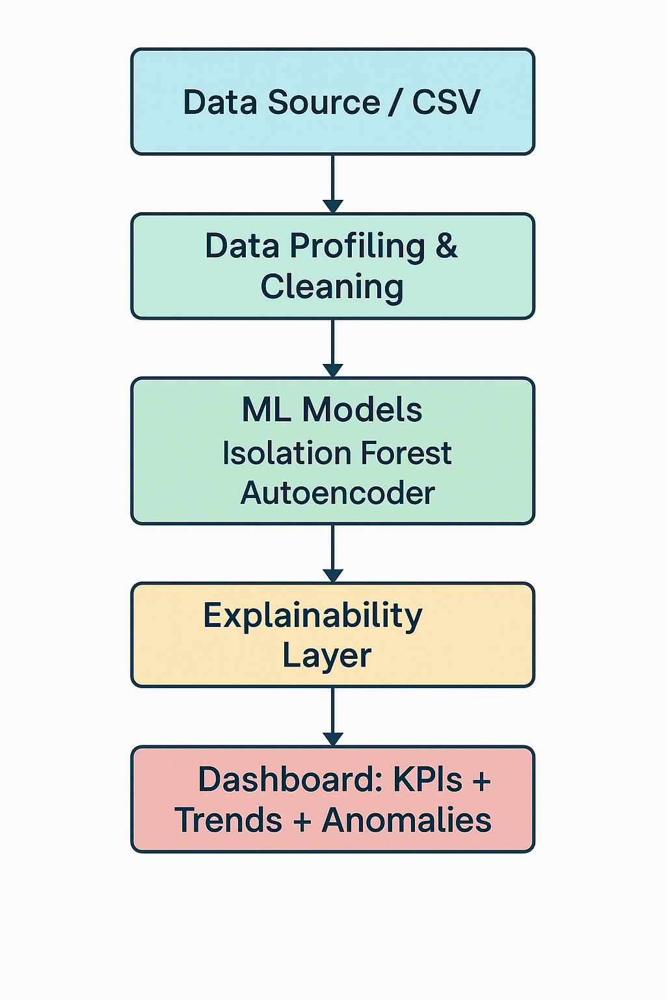 Data Source / CSV
Data Profiling &
Cleaning
ML Models
Isolation Forest
Autoencoder
Explainability
Layer
Dashboard: KPIs +
Trends + Anomalies